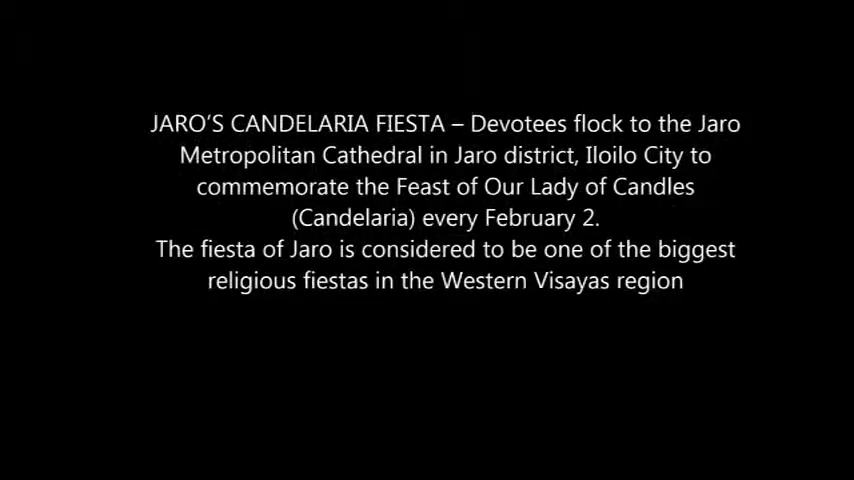 JARO'S CANDELARIA FIESTA – Devotees flock to the Jaro
Metropolitan Cathedral in Jaro district, Iloilo City to
commemorate the Feast of Our Lady of Candles
(Candelaria) every February 2.
The fiesta of Jaro is considered to be one of the biggest
religious fiestas in the Western Visayas region